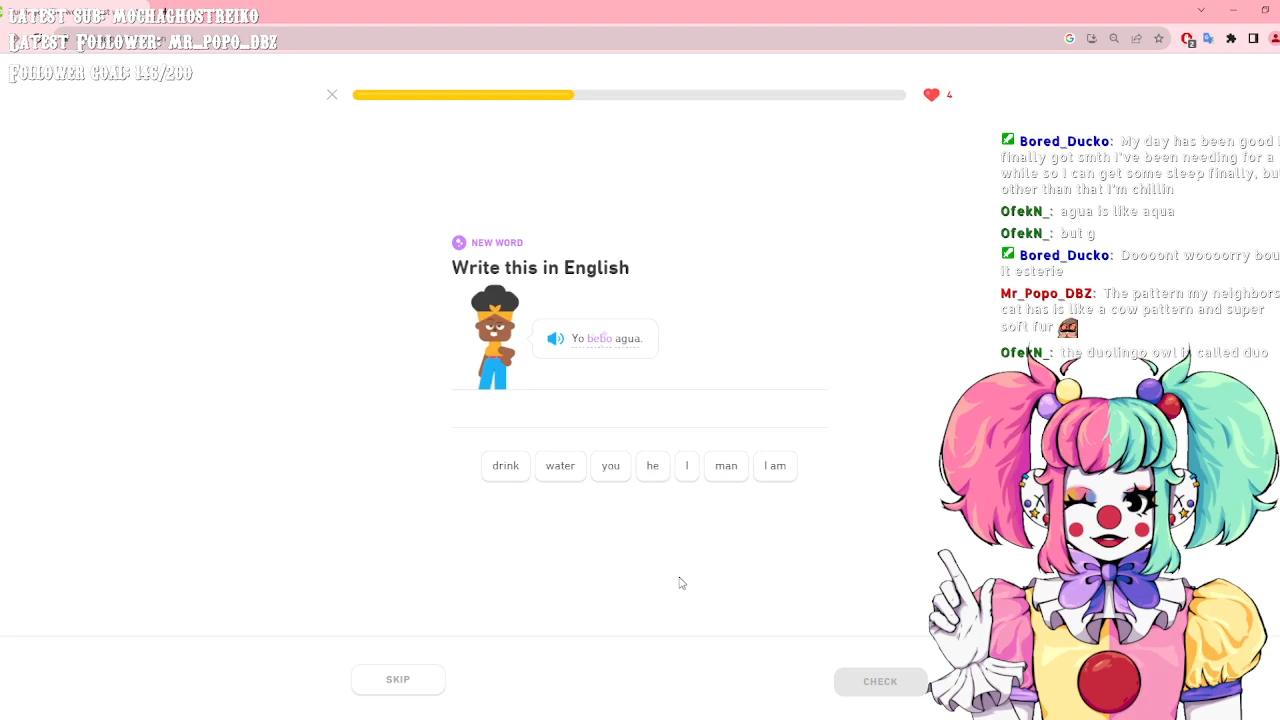 Latest Sub: mochaghostreiko
Latest Follower: mr_popo_dbz
Follower Goal: 146/200
4
NEW WORD
Write this in English
Yo bebo agua.
drink water you he I man I am
SKIP
CHECK
Bored_Ducko: My day has been good I
finally got smth I've been needing for a
while so I can get some sleep finally, but
other than that I'm chillin
OfekN_: agua is like aqua
OfekN_: but g
Bored_Ducko: Doooont woooorry bou
it esterie
Mr_Popo_DBZ: The pattern my neighbors
cat has is like a cow pattern and super
soft fur
OfekN_: the duolingo owl is called duo